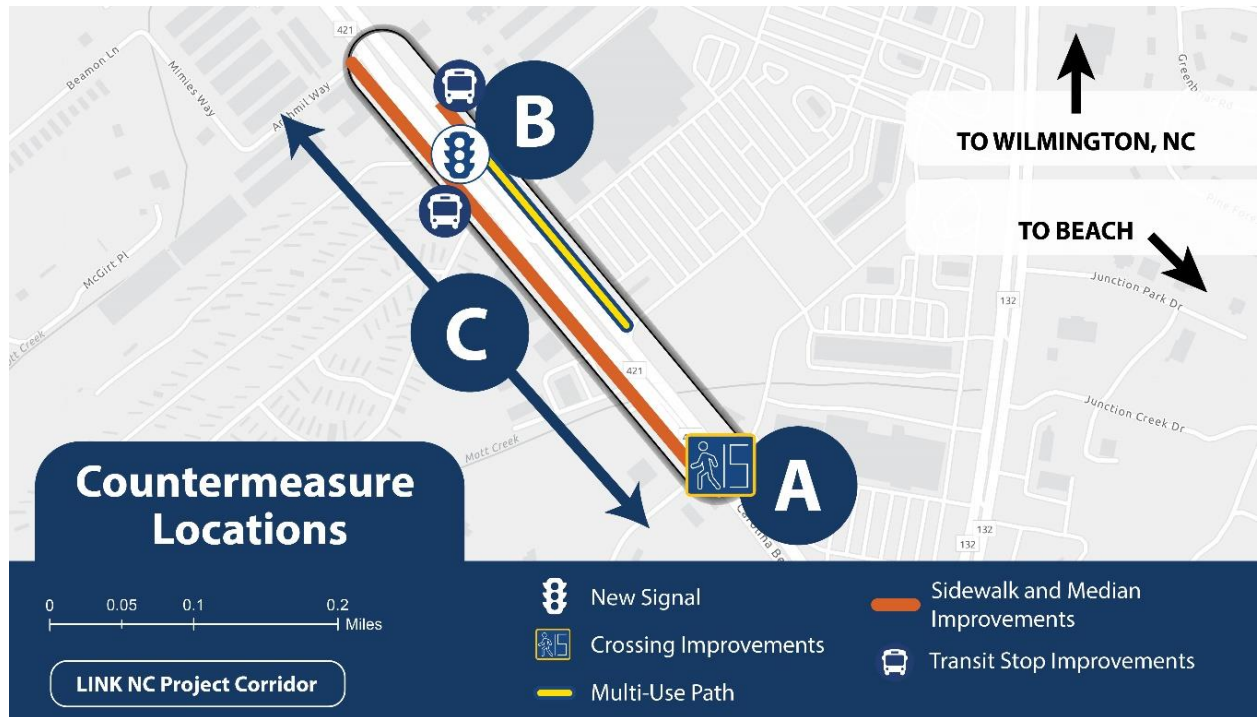 421
Beamon Ln
Mimies Way
McGirt Pl
B
TO WILMINGTON, NC
TO BEACH
Junction Park Dr
132
C
421
Junction Creek Dr
Mott Creek
15
A
132
132
Countermeasure
Locations
0 0.05 0.1 0.2
Miles
LINK NC Project Corridor
New Signal
15
Crossing Improvements
Multi-Use Path
Sidewalk and Median
Improvements
Transit Stop Improvements